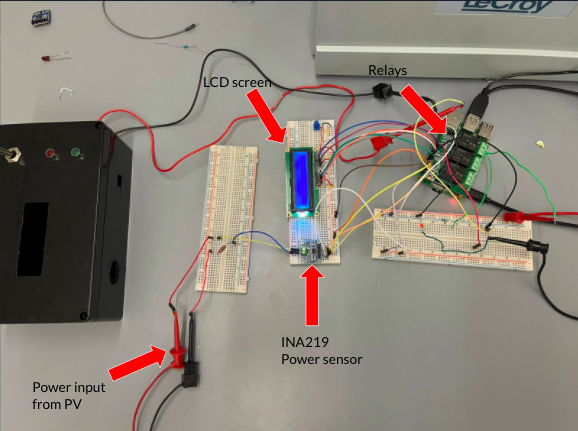 LeCroy
LCD screen
Relays
INA219
Power sensor
Power input
from PV